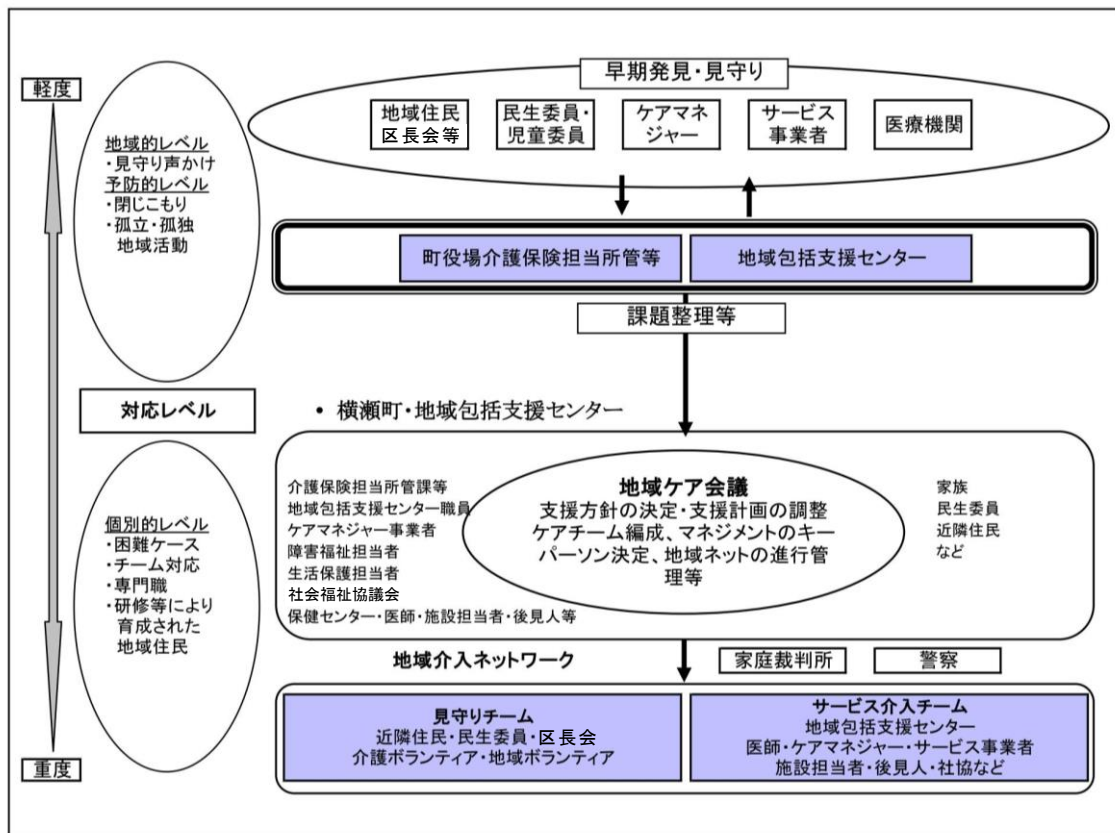 軽度
地域的レベル
・見守り声かけ
予防的レベル
・閉じこもり
・孤立・孤独
地域活動
対応レベル
個別的レベル
・困難ケース
・チーム対応
・専門職
・研修等により
育成された
地域住民
重度
早期発見・見守り
地域住民
区長会等
民生委員・
児童委員
ケアマネ
ジャー
サービス
事業者
医療機関
町役場介護保険担当所管等
地域包括支援センター
課題整理等
• 横瀬町・地域包括支援センター
介護保険担当所管課等
地域包括支援センター職員
ケアマネジャー事業者
障害福祉担当者
生活保護担当者
社会福祉協議会
保健センター・医師・施設担当者・後見人等
地域ケア会議
支援方針の決定・支援計画の調整
ケアチーム編成、マネジメントのキー
パーソン決定、地域ネットの進行管
理等
家族
民生委員
近隣住民
など
地域介入ネットワーク
家庭裁判所
警察
見守りチーム
近隣住民・民生委員・区長会
介護ボランティア・地域ボランティア
サービス介入チーム
地域包括支援センター
医師・ケアマネジャー・サービス事業者
施設担当者・後見人・社協など